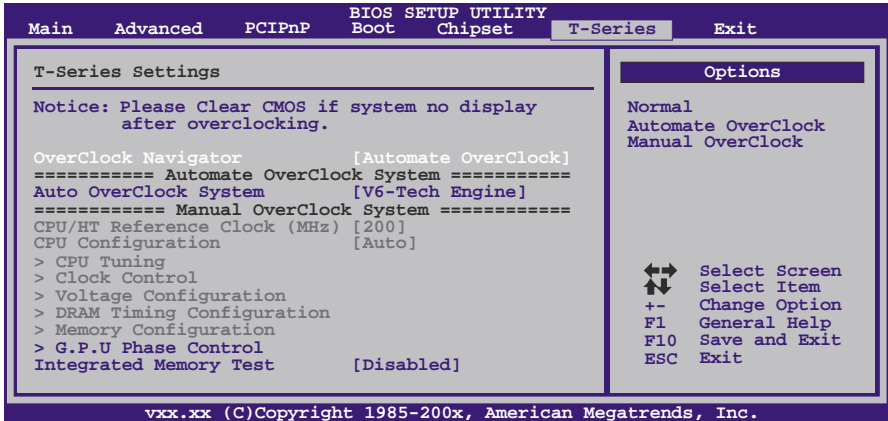 BIOS SETUP UTILITY
Main Advanced PCIPnP Boot Chipset T-Series Exit
T-Series Settings
Notice: Please Clear CMOS if system no display
after overclocking.
OverClock Navigator [Automate OverClock]
=========== Automate OverClock System ===========
Auto OverClock System [V6-Tech Engine]
============ Manual OverClock System ============
CPU/HT Reference Clock (MHz) [200]
CPU Configuration [Auto]
> CPU Tuning
> Clock Control
> Voltage Configuration
> DRAM Timing Configuration
> Memory Configuration
> G.P.U Phase Control
Integrated Memory Test [Disabled]
Options
Normal
Automate OverClock
Manual OverClock
Select Screen
Select Item
+- Change Option
F1 General Help
F10 Save and Exit
ESC Exit
vxx.xx (C)Copyright 1985-200x, American Megatrends, Inc.